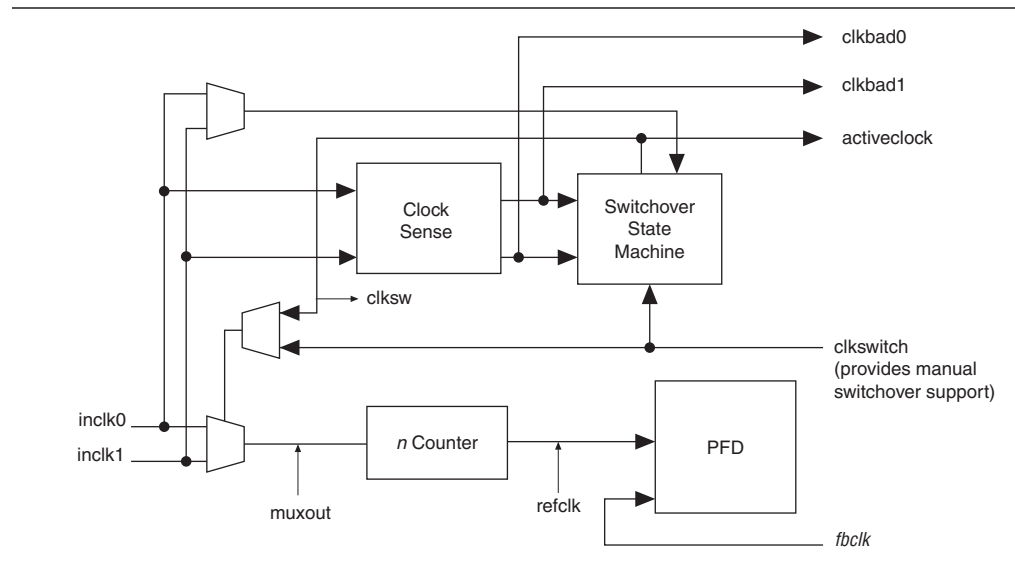 clkbad0
clkbad1
activeclock
Clock
Sense
Switchover
State
Machine
clksw
clkswitch
(provides manual
switchover support)
inclk0
inclk1
n Counter
PFD
muxout
refclk
fbclk